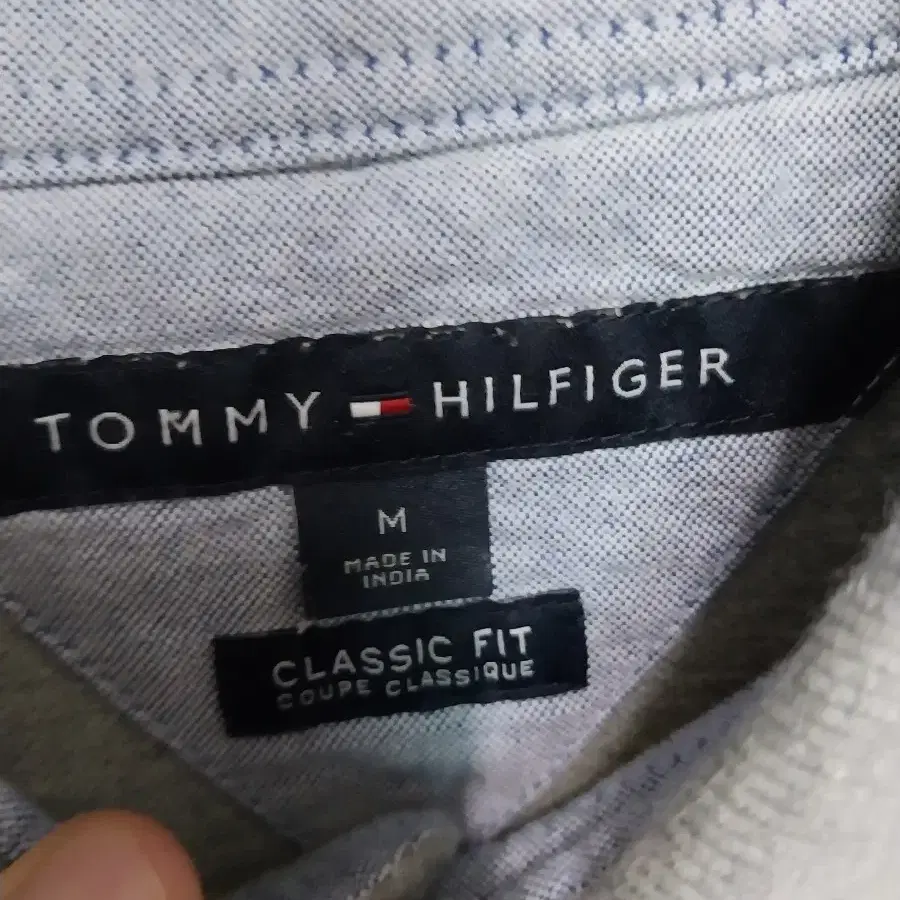 TOMMY HILFIGER
M
MADE IN
INDIA
CLASSIC FIT
COUPE CLASSIQUE